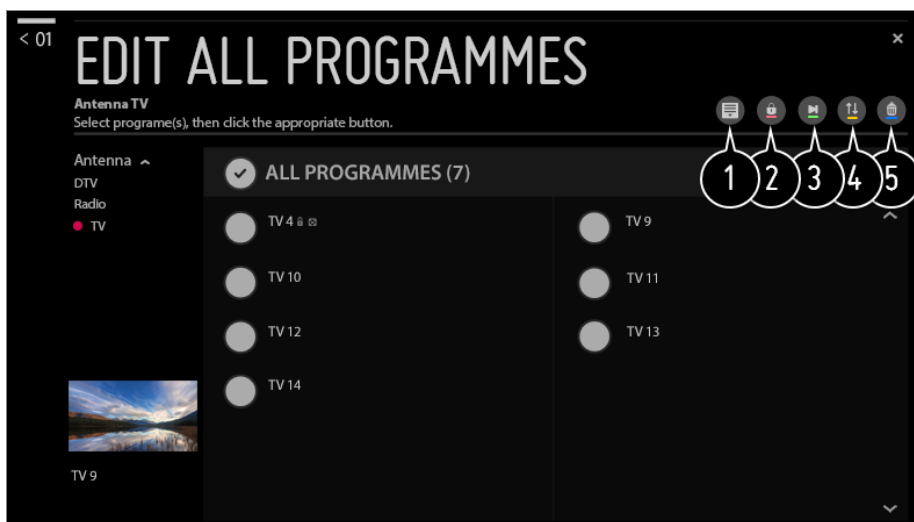 < 01
EDIT ALL PROGRAMMES
×
Antenna TV
Select programe(s), then click the appropriate button.
1 2 3 4 5
Antenna
DTV
Radio
TV
ALL PROGRAMMES (7)
TV 4
TV 9
TV 10
TV 11
TV 12
TV 13
TV 14
TV 9